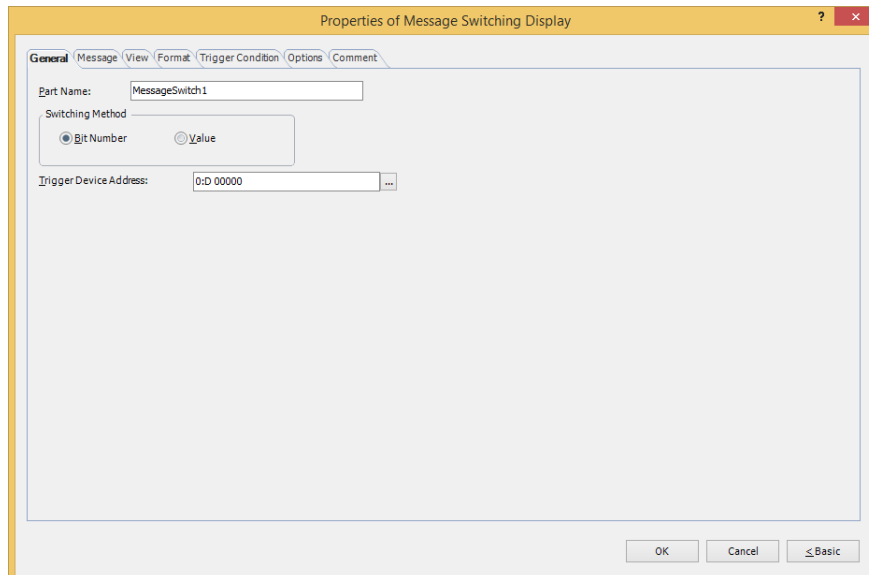 Properties of Message Switching Display ? ×
General Message View Format Trigger Condition Options Comment
Part Name: MessageSwitch1
Switching Method
Bit Number Value
Trigger Device Address: 0:D 00000 ...
OK Cancel < Basic